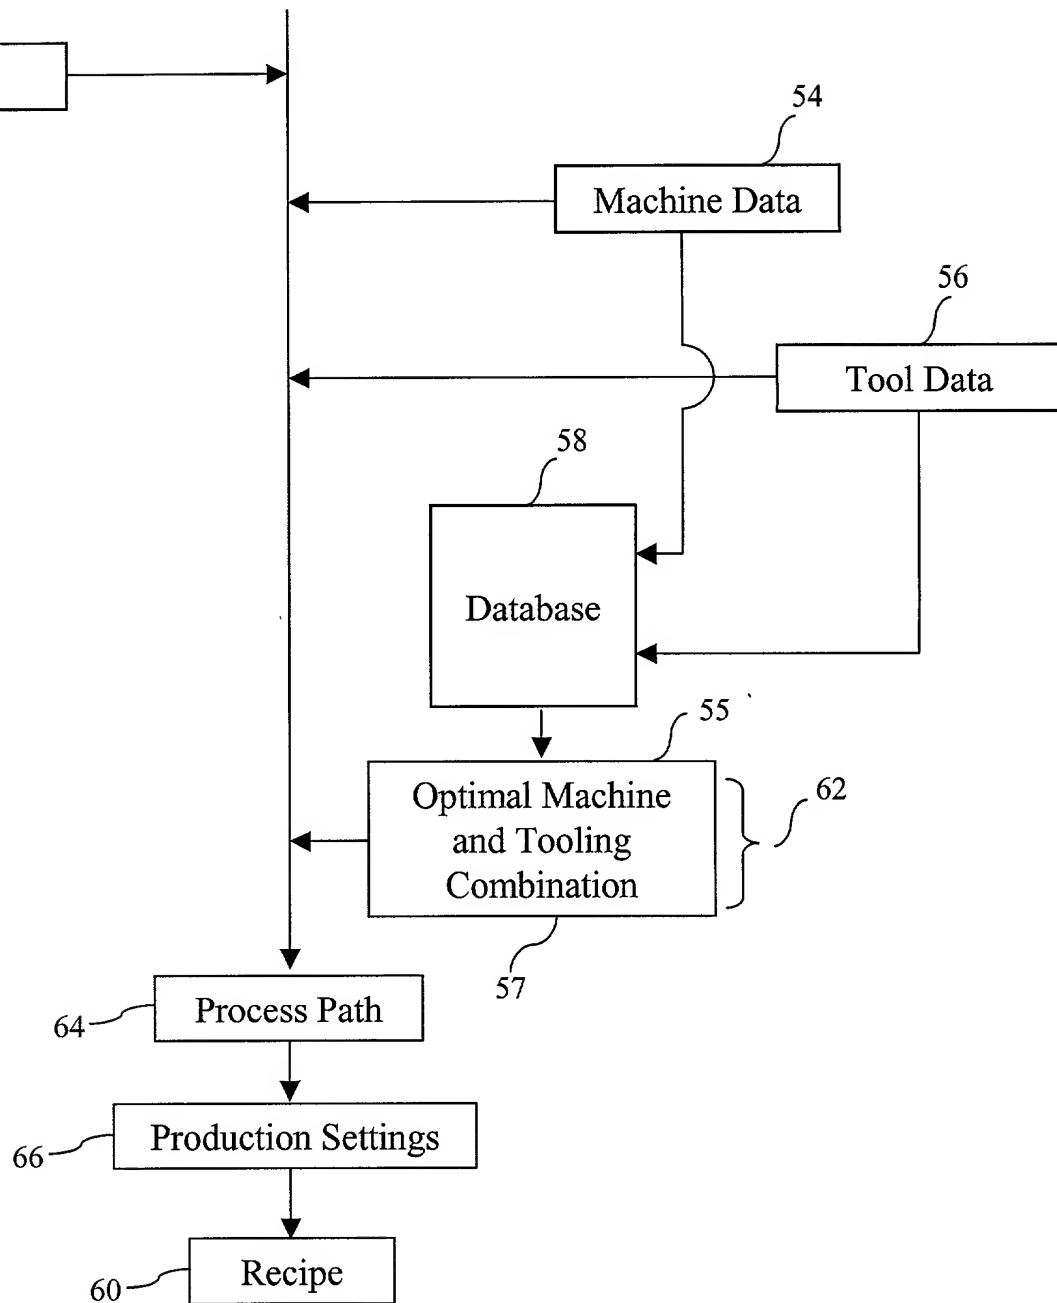 54
Machine Data
56
Tool Data
58
Database
55
Optimal Machine
and Tooling
Combination
62
57
Process Path
64
Production Settings
66
Recipe
60